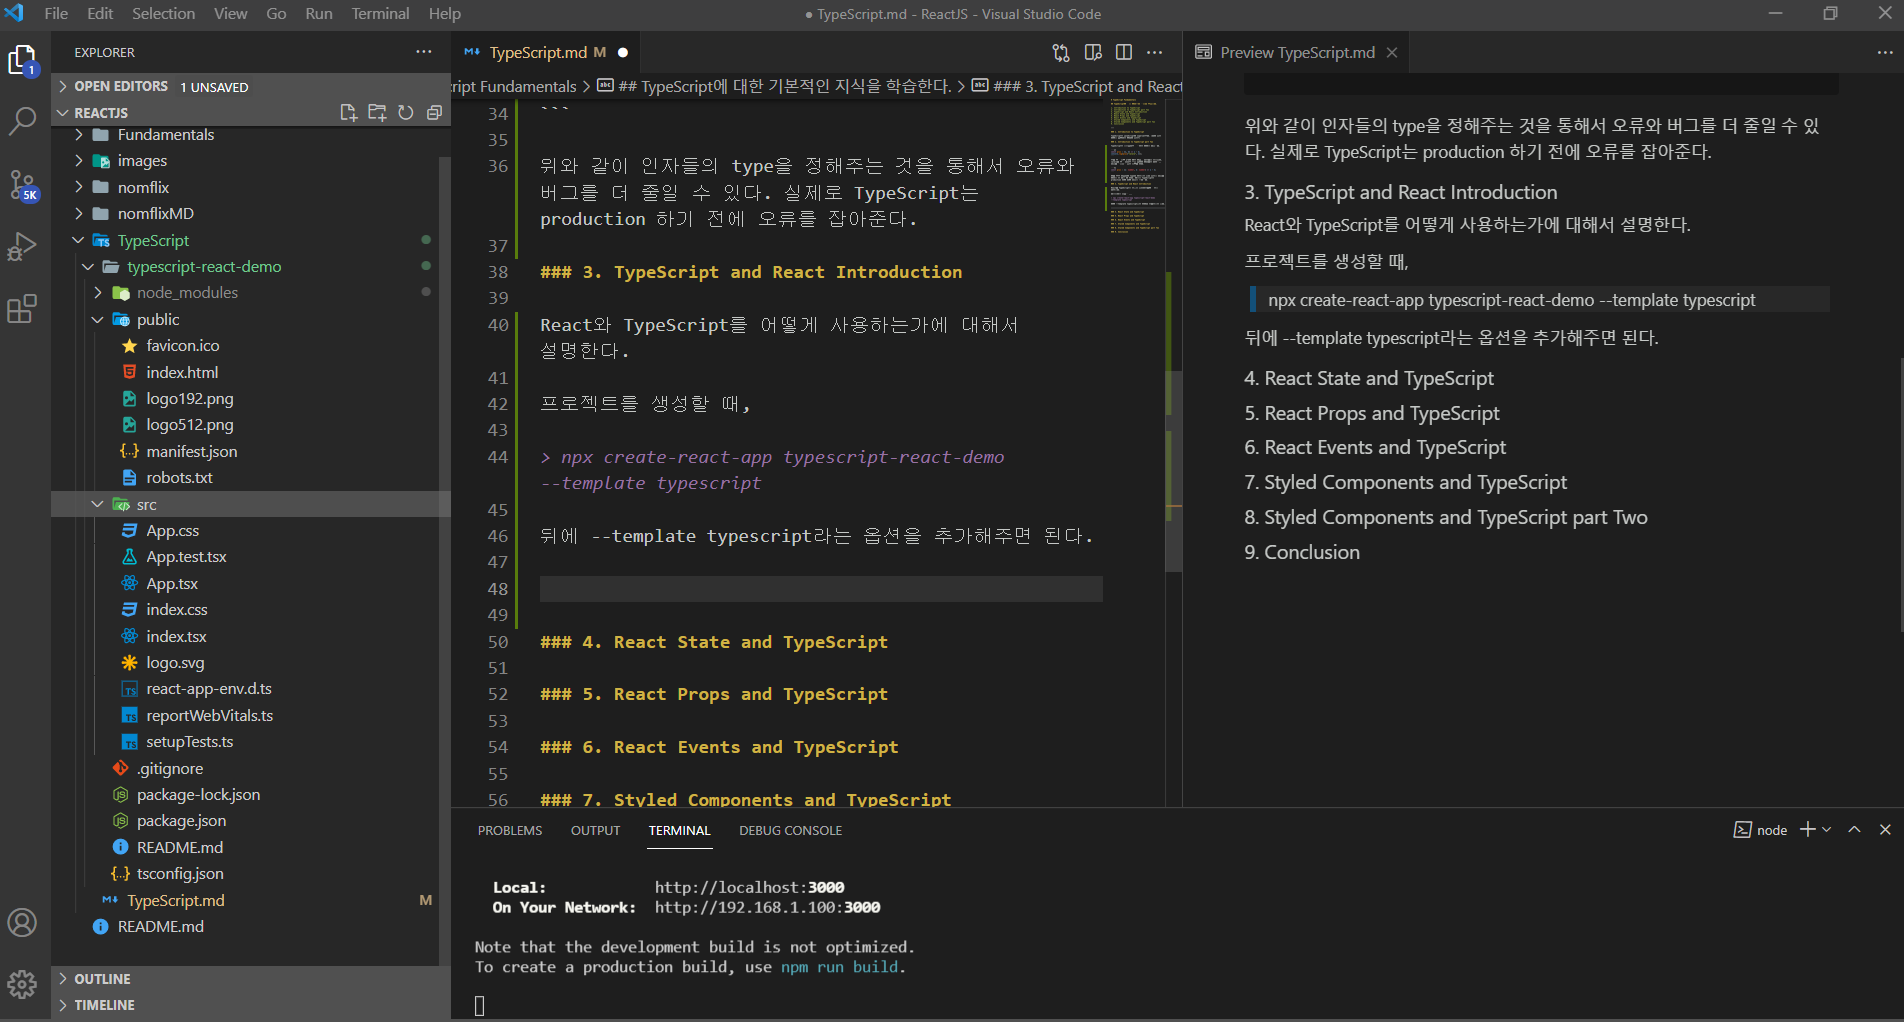 File Edit Selection View Go Run Terminal Help
● TypeScript.md - ReactJS - Visual Studio Code
EXPLORER
OPEN EDITORS 1 UNSAVED
REACTJS
Fundamentals
images
nomflix
nomflixMD
TypeScript
typescript-react-demo
node_modules
public
favicon.ico
index.html
logo192.png
logo512.png
manifest.json
robots.txt
src
App.css
App.test.tsx
App.tsx
index.css
index.tsx
logo.svg
react-app-env.d.ts
reportWebVitals.ts
setupTests.ts
.gitignore
package-lock.json
package.json
README.md
tsconfig.json
TypeScript.md M
README.md
OUTLINE
TIMELINE
1
5K
TypeScript.md M ●
cript Fundamentals > ## TypeScript에 대한 기본적인 지식을 학습한다. > ### 3. TypeScript and React
34 ```
35
36 위와 같이 인자들의 type을 정해주는 것을 통해서 오류와
버그를 더 줄일 수 있다. 실제로 TypeScript는
production 하기 전에 오류를 잡아준다.
37
38 ### 3. TypeScript and React Introduction
39
40 React와 TypeScript를 어떻게 사용하는가에 대해서
설명한다.
41
42 프로젝트를 생성할 때,
43
44 > npx create-react-app typescript-react-demo
--template typescript
45
46 뒤에 --template typescript라는 옵션을 추가해주면 된다.
47
48
49
50 ### 4. React State and TypeScript
51
52 ### 5. React Props and TypeScript
53
54 ### 6. React Events and TypeScript
55
56 ### 7. Styled Components and TypeScript
Preview TypeScript.md
위와 같이 인자들의 type을 정해주는 것을 통해서 오류와 버그를 더 줄일 수 있
다. 실제로 TypeScript는 production 하기 전에 오류를 잡아준다.
3. TypeScript and React Introduction
React와 TypeScript를 어떻게 사용하는가에 대해서 설명한다.
프로젝트를 생성할 때,
npx create-react-app typescript-react-demo --template typescript
뒤에 --template typescript라는 옵션을 추가해주면 된다.
4. React State and TypeScript
5. React Props and TypeScript
6. React Events and TypeScript
7. Styled Components and TypeScript
8. Styled Components and TypeScript part Two
9. Conclusion
PROBLEMS OUTPUT TERMINAL DEBUG CONSOLE
node
Local: http://localhost:3000
On Your Network: http://192.168.1.100:3000
Note that the development build is not optimized.
To create a production build, use npm run build.